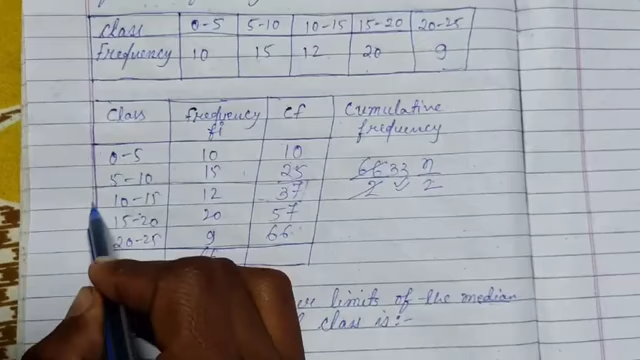 Class 0-5 5-10 10-15 15-20 20-25
Frequency 10 15 12 20 9
Class Frequency fi Cf Cumulative frequency
0-5 10 10
5-10 15 25 66 33 n
10-15 12 37 2 2
15-20 20 57
20-25 9 66
66
limits of the median
class is :-